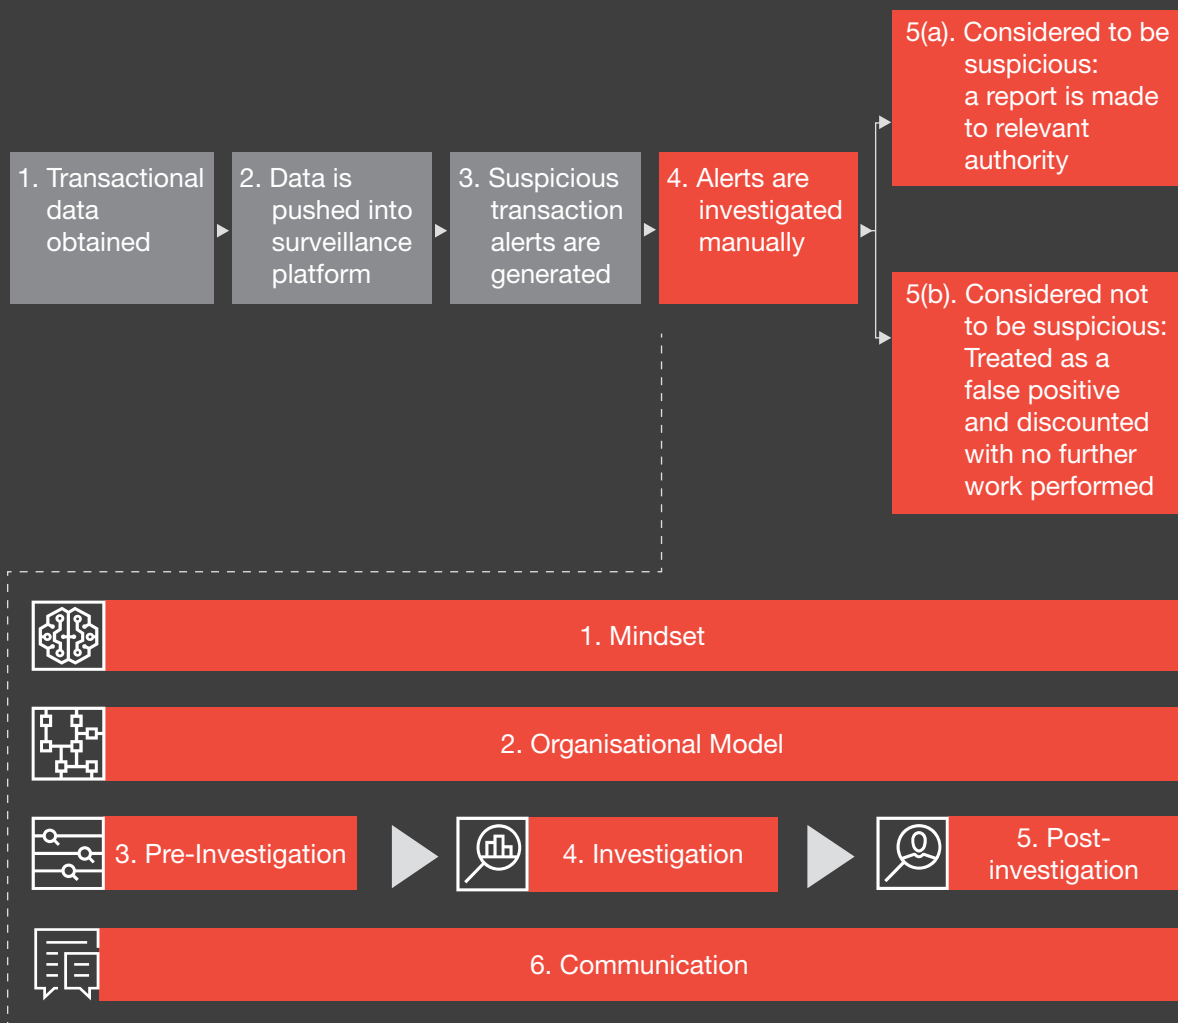 1. Transactional
data
obtained
2. Data is
pushed into
surveillance
platform
3. Suspicious
transaction
alerts are
generated
4. Alerts are
investigated
manually
5(a). Considered to be
suspicious:
a report is made
to relevant
authority
5(b). Considered not
to be suspicious:
Treated as a
false positive
and discounted
with no further
work performed
1. Mindset
2. Organisational Model
3. Pre-Investigation
4. Investigation
5. Post-
investigation
6. Communication